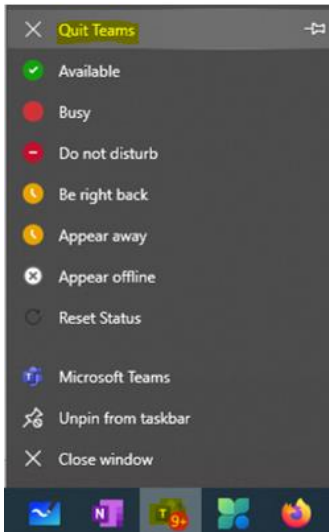 Quit Teams
Available
Busy
Do not disturb
Be right back
Appear away
Appear offline
Reset Status
Microsoft Teams
Unpin from taskbar
Close window
N T 9+